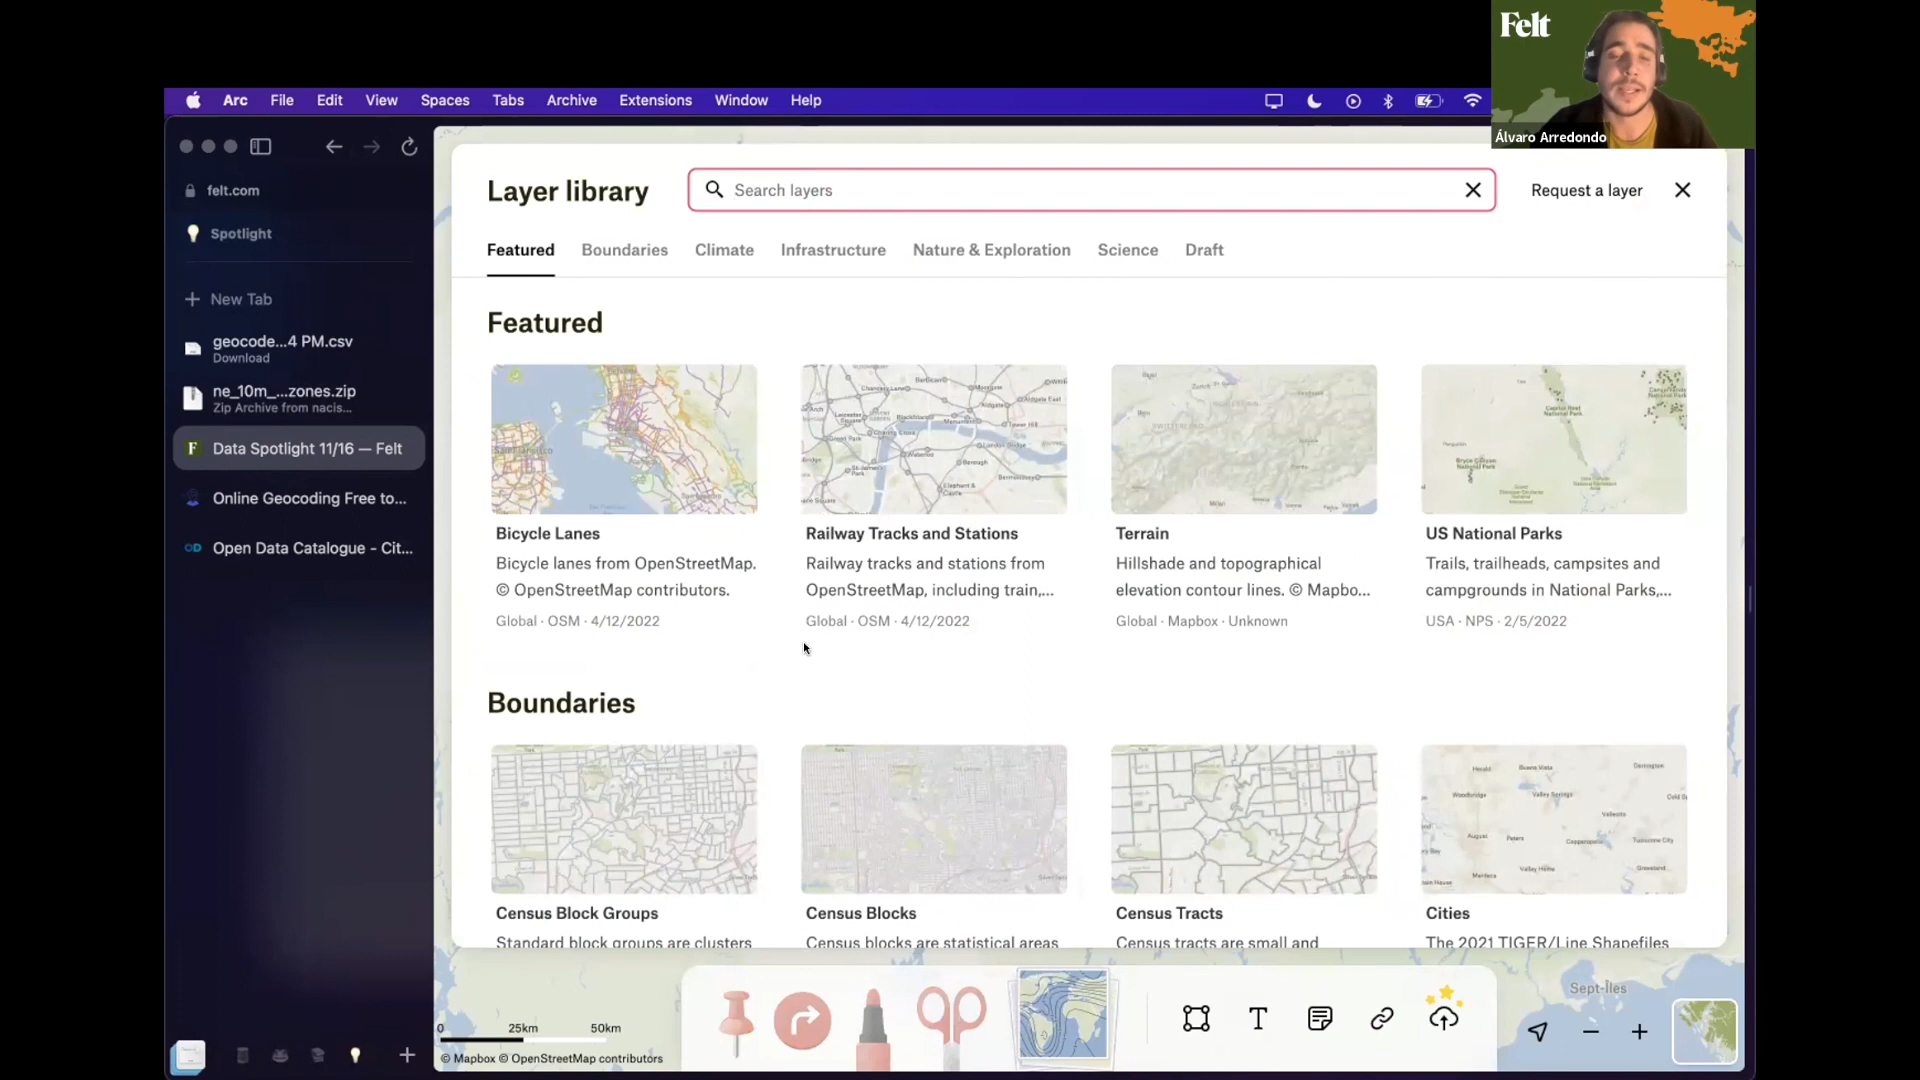 Felt
Álvaro Arredondo
Arc File Edit View Spaces Tabs Archive Extensions Window Help
felt.com
Spotlight
New Tab
geocode...4 PM.csv
Download
ne_10m_...zones.zip
Zip Archive from nacis...
Data Spotlight 11/16 — Felt
Online Geocoding Free to...
Open Data Catalogue - Cit...
Layer library
Search layers
Request a layer
Featured Boundaries Climate Infrastructure Nature & Exploration Science Draft
Featured
Bicycle Lanes
Bicycle lanes from OpenStreetMap.
© OpenStreetMap contributors.
Global · OSM · 4/12/2022
Railway Tracks and Stations
Railway tracks and stations from
OpenStreetMap, including train,...
Global · OSM · 4/12/2022
Terrain
Hillshade and topographical
elevation contour lines. © Mapbo...
Global · Mapbox · Unknown
US National Parks
Trails, trailheads, campsites and
campgrounds in National Parks,...
USA · NPS · 2/5/2022
Boundaries
Census Block Groups
Standard block groups are clusters
Census Blocks
Census blocks are statistical areas
Census Tracts
Census tracts are small and
Cities
The 2021 TIGER/Line Shapefiles
Sept-Îles
0 25km 50km
© Mapbox © OpenStreetMap contributors